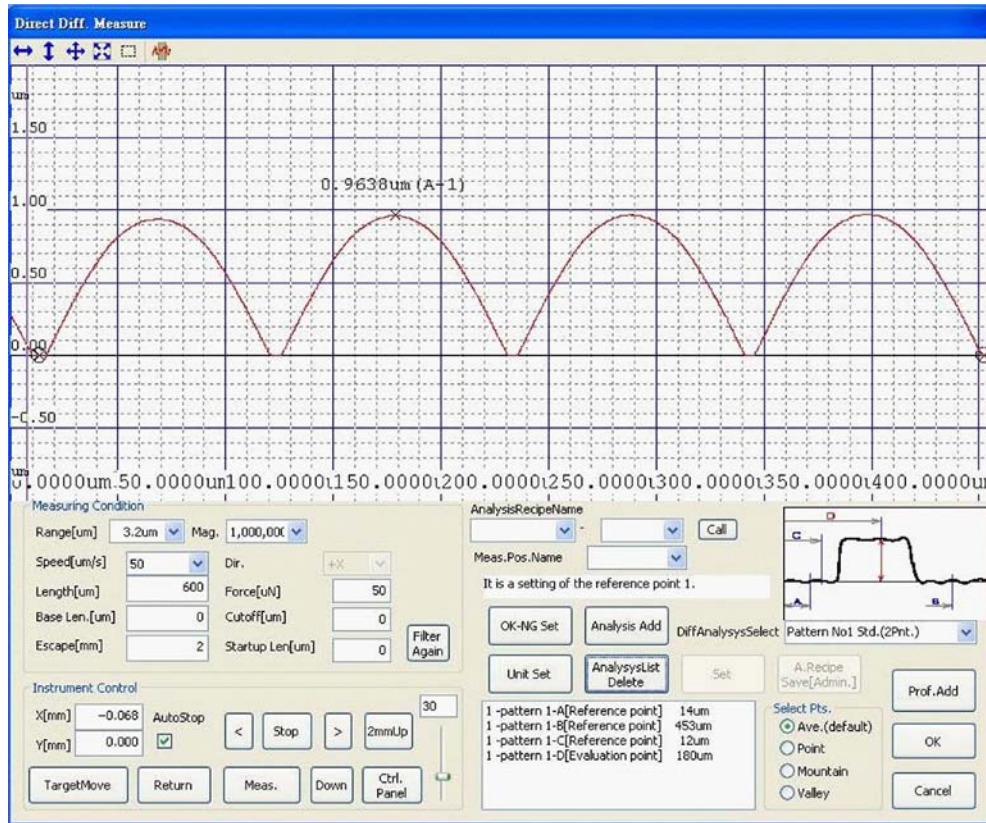 Direct Diff. Measure
um
1.50
0.9638um(A-1)
1.00
0.50
0.00
-0.50
um
0.0000um 50.0000um 100.0000um 150.0000um 200.0000um 250.0000um 300.0000um 350.0000um 400.0000um
Measuring Condition
Range[um] 3.2um Mag. 1,000,00(
Speed[um/s] 50 Dir. +X
Length[um] 600 Force[uN] 50
Base Len.[um] 0 Cutoff[um] 0
Escape[mm] 2 Startup Len[um] 0
Filter Again
AnalysisRecipeName
- Call
Meas.Pos.Name
It is a setting of the reference point 1.
D
C
A B
OK-NG Set Analysis Add DiffAnalysysSelect Pattern No1 Std.(2Pnt.)
Unit Set AnalysysList Delete Set A.Recipe Save[Admin.]
Prof.Add
Instrument Control
X[mm] -0.068 AutoStop
Y[mm] 0.000
< Stop > 2mmUp
30
TargetMove Return Meas. Down Ctrl. Panel
1 -pattern 1-A[Reference point] 14um
1 -pattern 1-B[Reference point] 453um
1 -pattern 1-C[Reference point] 12um
1 -pattern 1-D[Evaluation point] 180um
Select Pts.
Ave.(default)
Point
Mountain
Valley
OK
Cancel